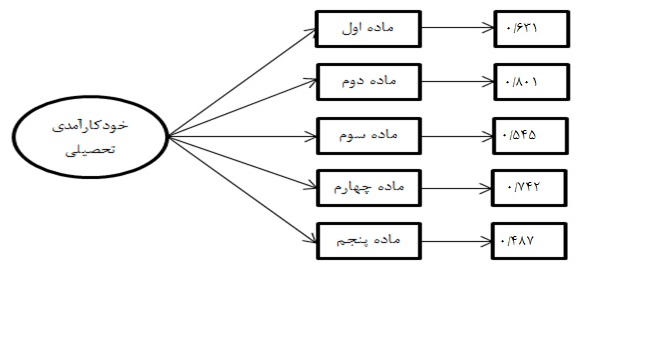 خودکارآمدی
تحصیلی
ماده اول
۰/۶۳۱
ماده دوم
۰/۸۰۱
ماده سوم
۰/۵۴۵
ماده چهارم
۰/۷۴۲
ماده پنجم
۰/۴۸۷